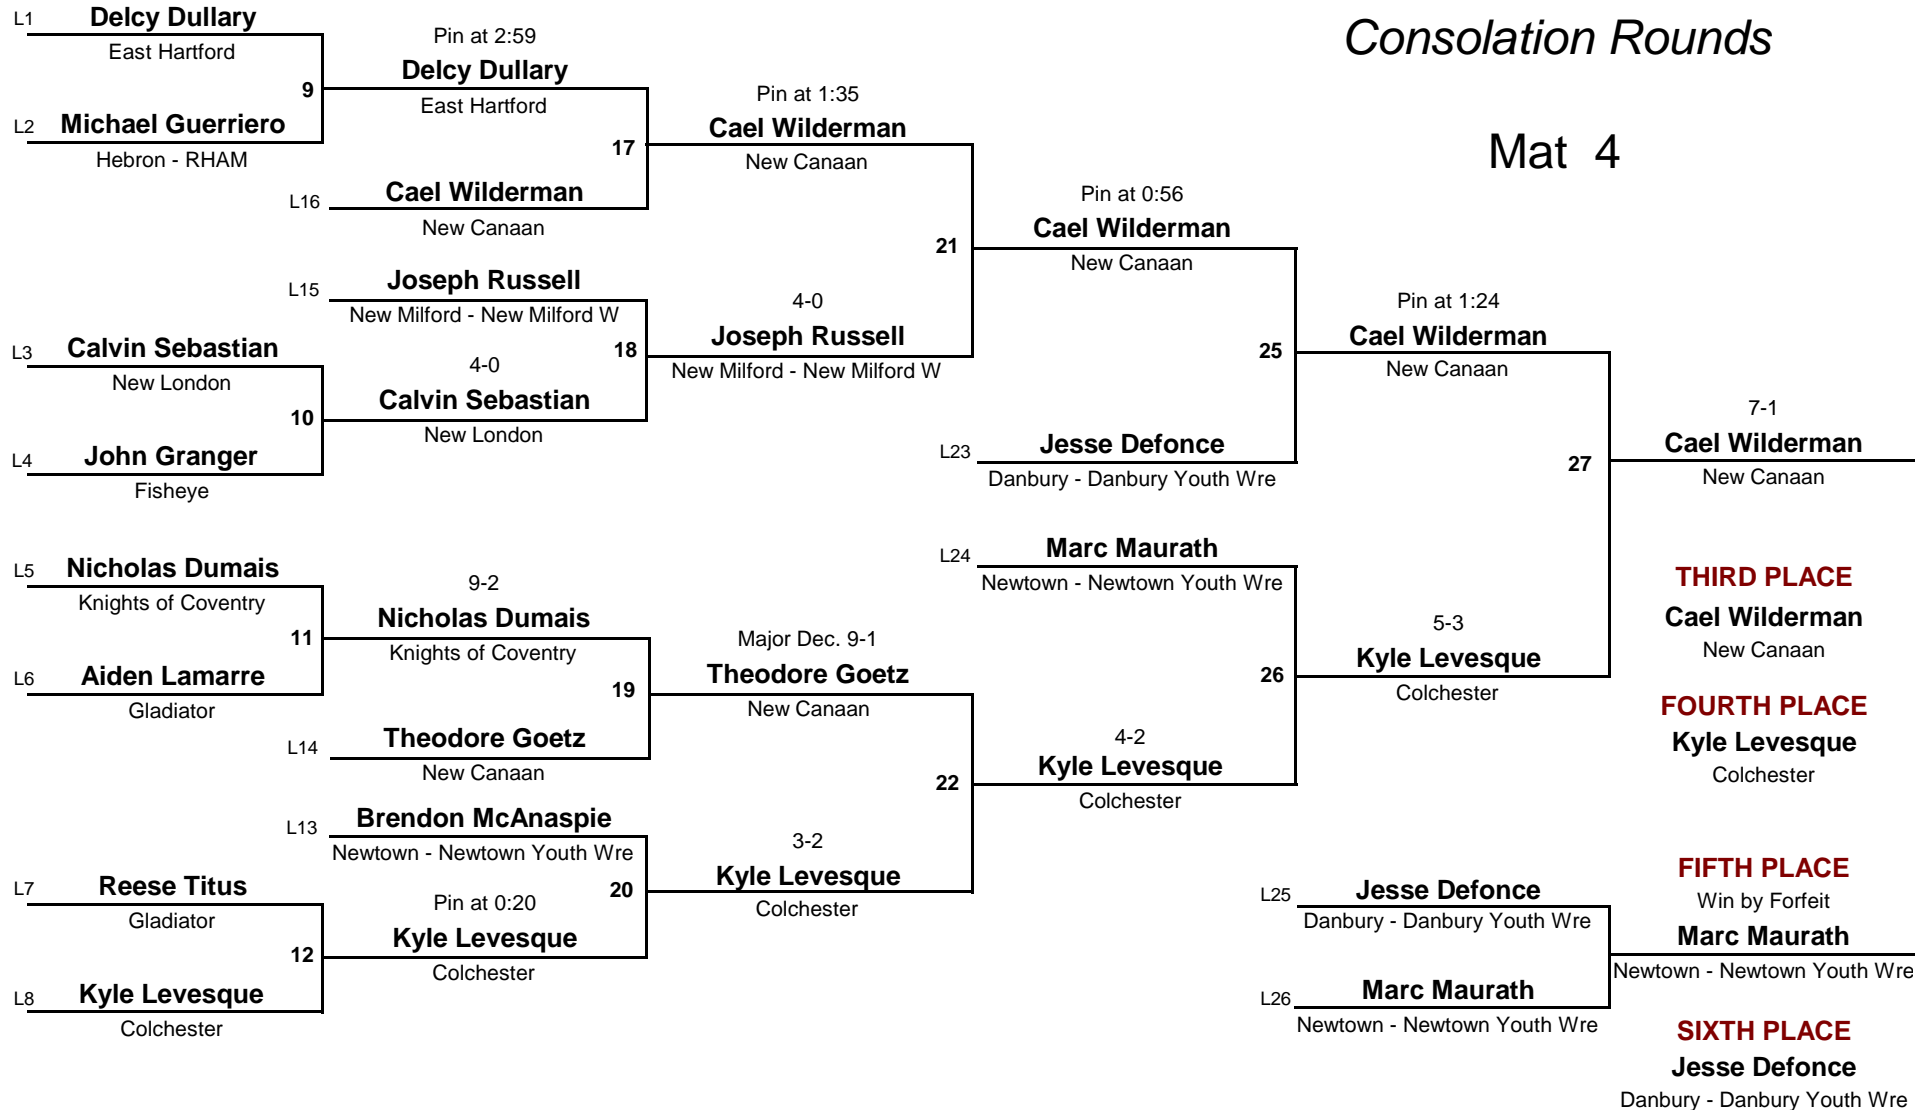 Consolation Rounds
Mat 4
L1 Delcy Dullary
East Hartford
9
L2 Michael Guerriero
Hebron - RHAM
Pin at 2:59
Delcy Dullary
East Hartford
17
L16 Cael Wilderman
New Canaan
Pin at 1:35
Cael Wilderman
New Canaan
21
L15 Joseph Russell
New Milford - New Milford W
18
4-0
Joseph Russell
New Milford - New Milford W
L3 Calvin Sebastian
New London
10
L4 John Granger
Fisheye
4-0
Calvin Sebastian
New London
Pin at 0:56
Cael Wilderman
New Canaan
25
L23 Jesse Defonce
Danbury - Danbury Youth Wre
Pin at 1:24
Cael Wilderman
New Canaan
27
7-1
Cael Wilderman
New Canaan
L5 Nicholas Dumais
Knights of Coventry
11
L6 Aiden Lamarre
Gladiator
9-2
Nicholas Dumais
Knights of Coventry
19
L14 Theodore Goetz
New Canaan
Major Dec. 9-1
Theodore Goetz
New Canaan
22
L13 Brendon McAnaspie
Newtown - Newtown Youth Wre
20
L7 Reese Titus
Gladiator
12
L8 Kyle Levesque
Colchester
Pin at 0:20
Kyle Levesque
Colchester
3-2
Kyle Levesque
Colchester
L24 Marc Maurath
Newtown - Newtown Youth Wre
26
4-2
Kyle Levesque
Colchester
5-3
Kyle Levesque
Colchester
THIRD PLACE
Cael Wilderman
New Canaan
FOURTH PLACE
Kyle Levesque
Colchester
L25 Jesse Defonce
Danbury - Danbury Youth Wre
L26 Marc Maurath
Newtown - Newtown Youth Wre
FIFTH PLACE
Win by Forfeit
Marc Maurath
Newtown - Newtown Youth Wre
SIXTH PLACE
Jesse Defonce
Danbury - Danbury Youth Wre